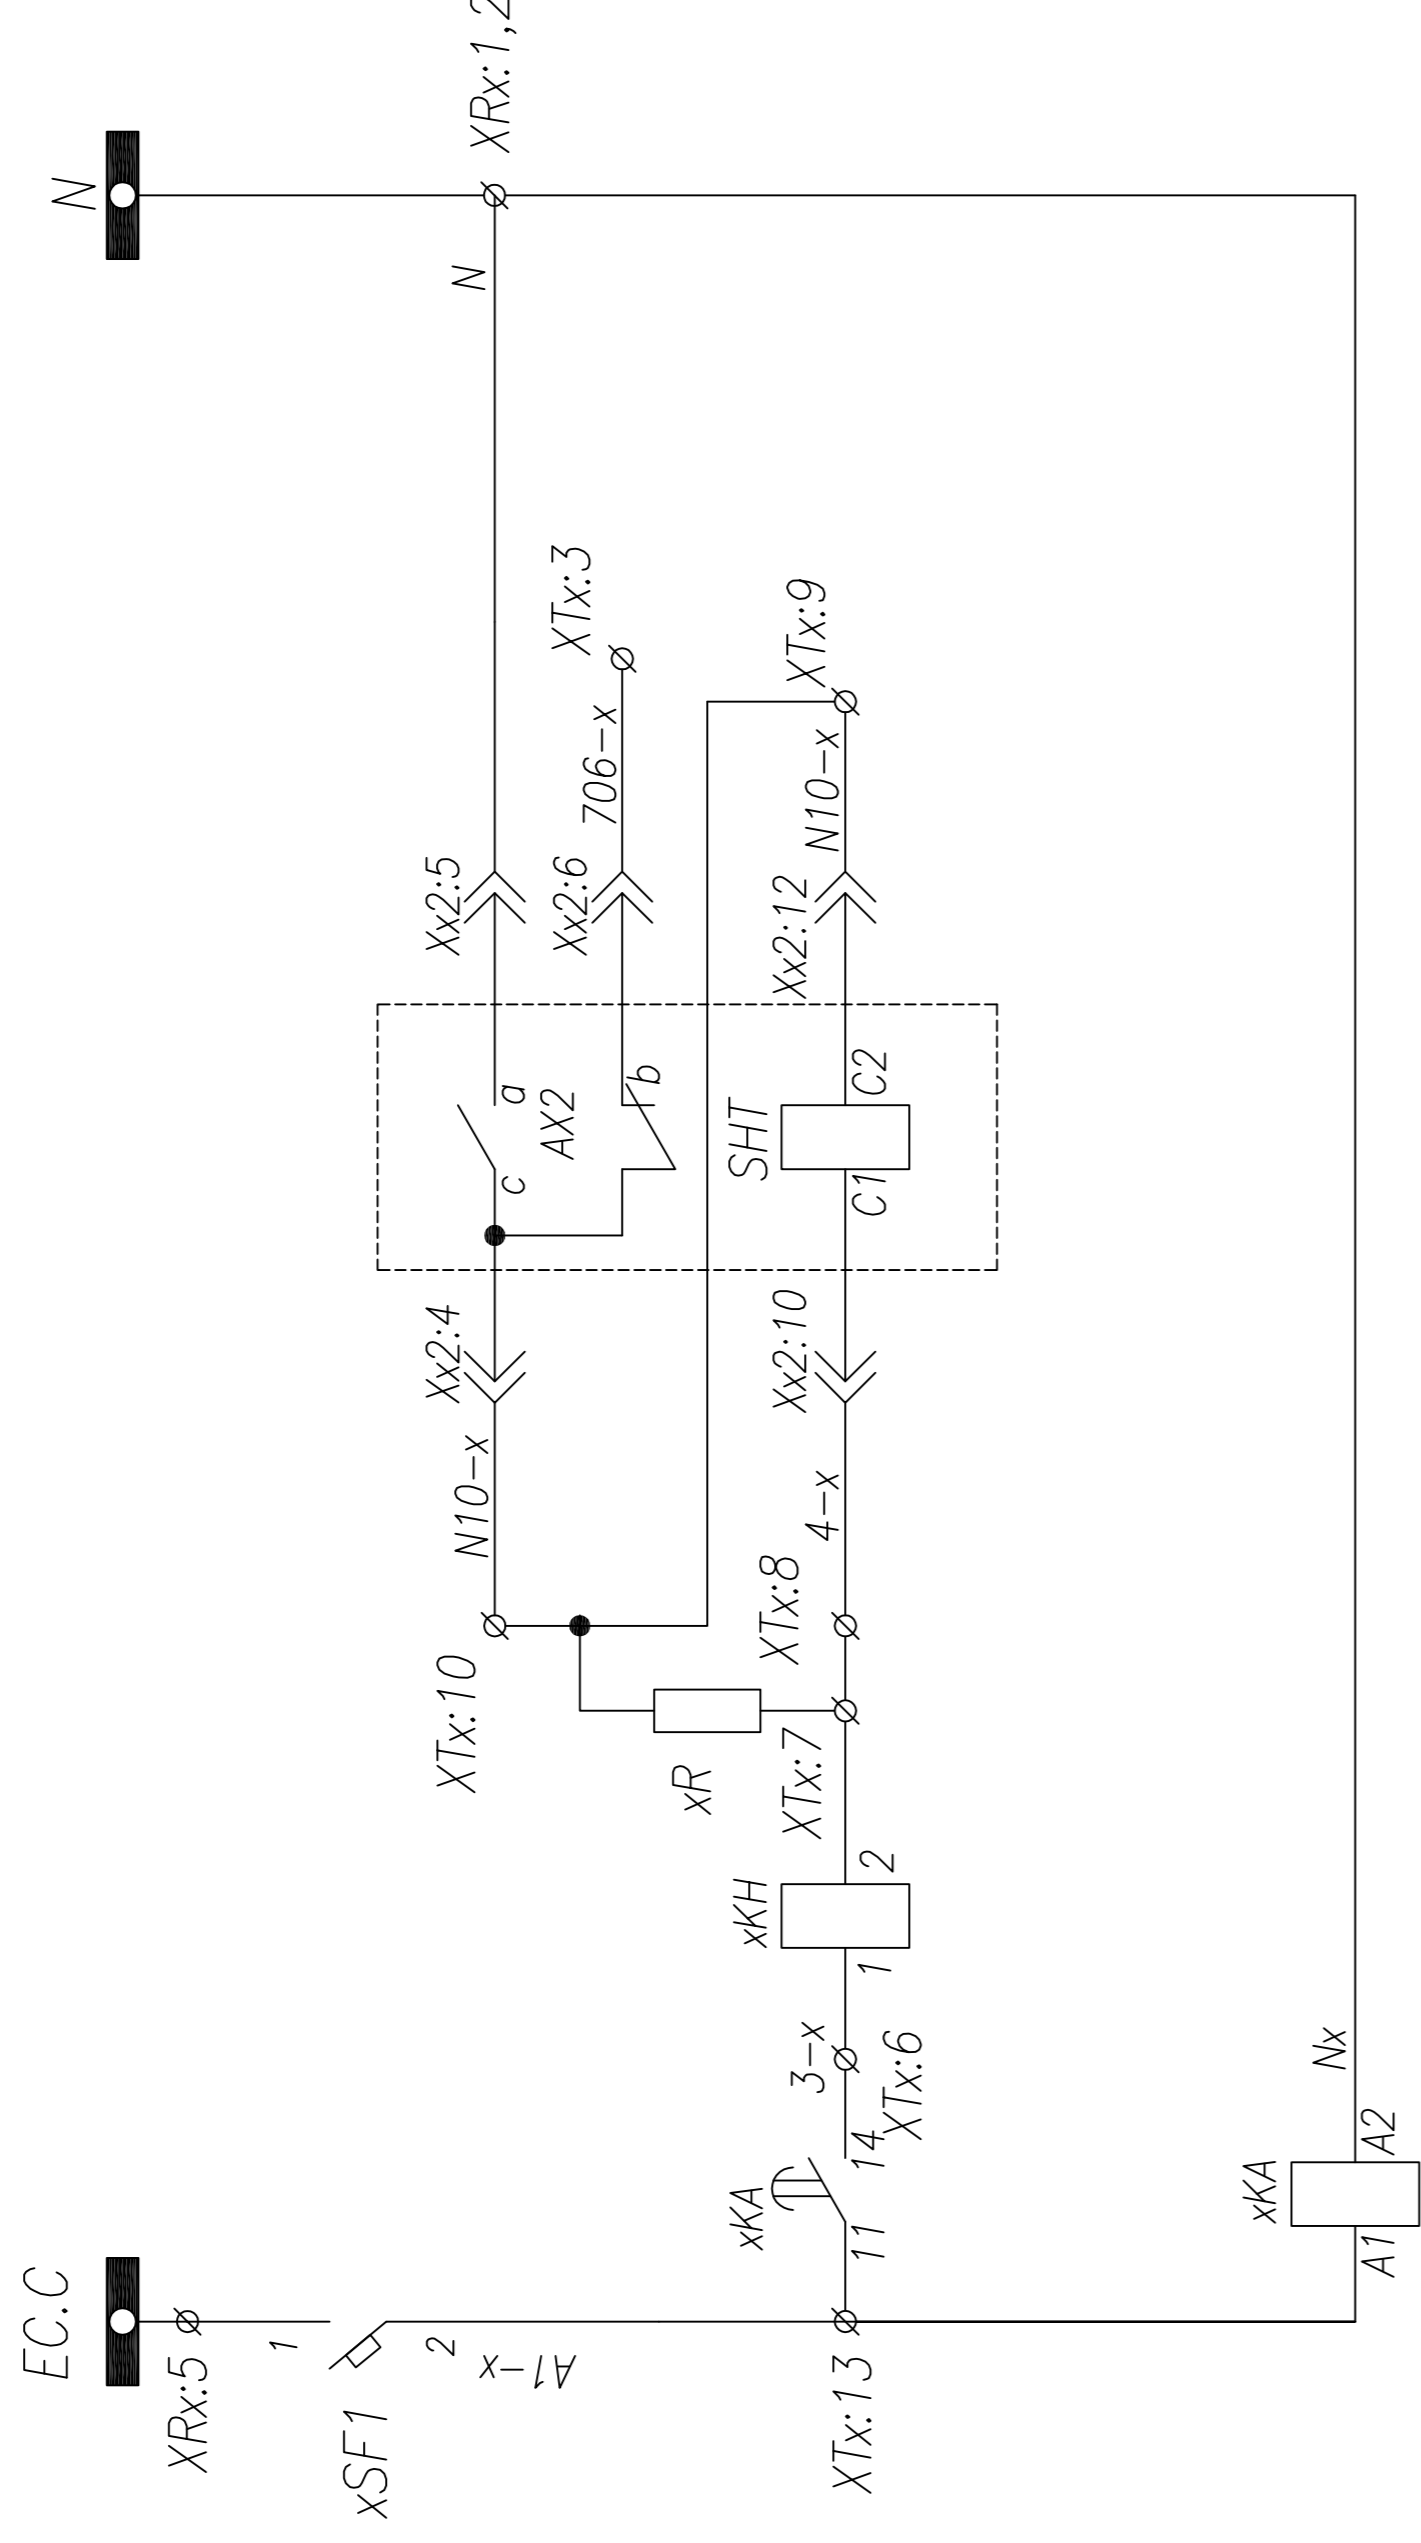 EC.C
N
XRx:5
1
xSF1
2
A1-x
N
XRx:1,2
XTx:10
N10-x
Xx2:4
c
a
AX2
Xx2:5
b
Xx2:6
706-x
XTx:3
xR
XTx:13
xKA
11
14
3-x
XTx:6
xKH
1
2
XTx:7
XTx:8
4-x
Xx2:10
SHT
C1
C2
Xx2:12
N10-x
XTx:9
xKA
A1
A2
Nx